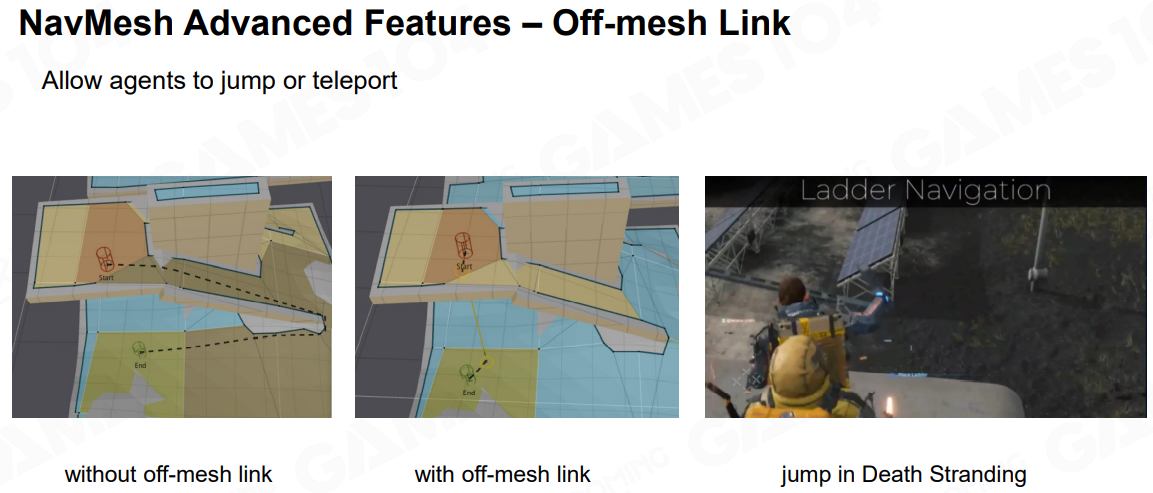 NavMesh Advanced Features – Off-mesh Link
Allow agents to jump or teleport
Ladder Navigation
Start
End
Start
End
without off-mesh link
with off-mesh link
jump in Death Stranding
GAMES104